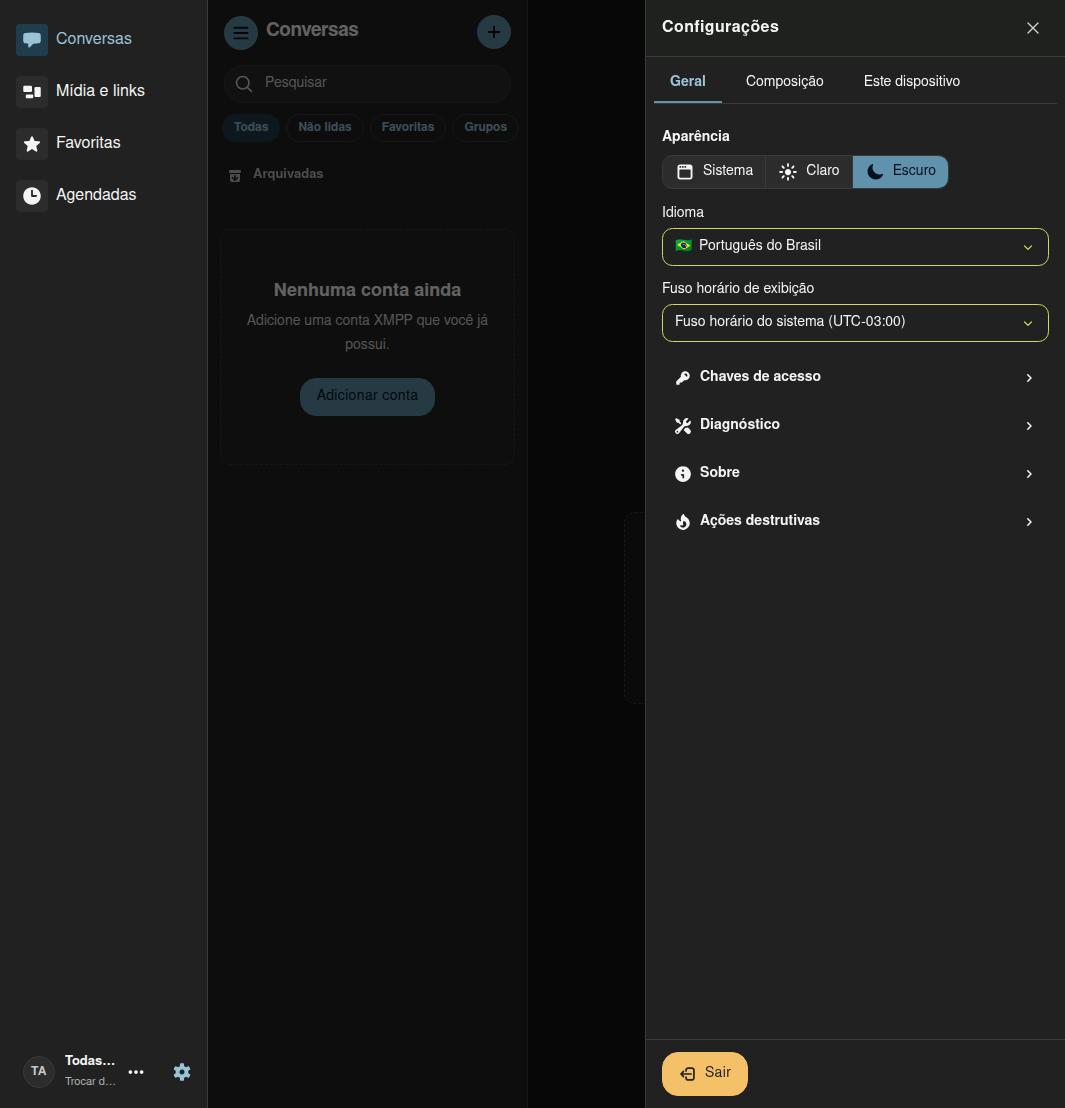 Conversas
Mídia e links
Favoritas
Agendadas
TA
Todas...
Trocar d...
Conversas
Pesquisar
Todas
Não lidas
Favoritas
Grupos
Arquivadas
Nenhuma conta ainda
Adicione uma conta XMPP que você já
possui.
Adicionar conta
Configurações
Geral
Composição
Este dispositivo
Aparência
Sistema
Claro
Escuro
Idioma
Português do Brasil
Fuso horário de exibição
Fuso horário do sistema (UTC-03:00)
Chaves de acesso
Diagnóstico
Sobre
Ações destrutivas
Sair